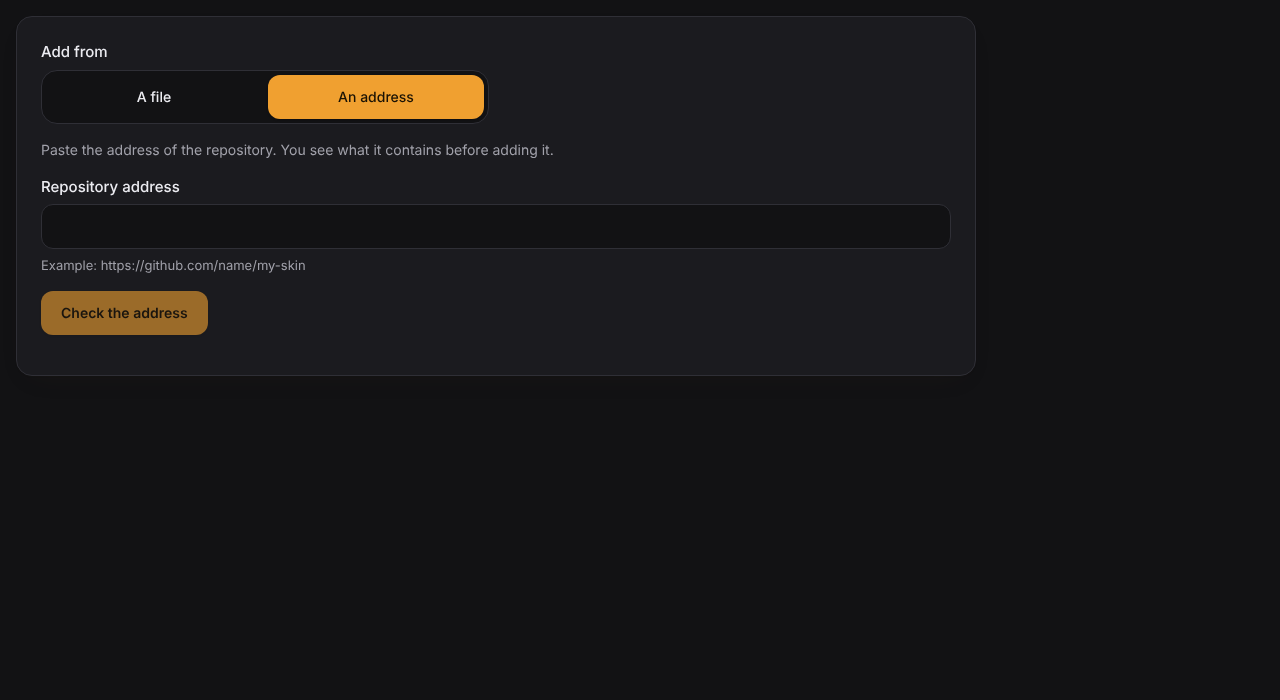 Add from
A file
An address
Paste the address of the repository. You see what it contains before adding it.
Repository address
Example: https://github.com/name/my-skin
Check the address